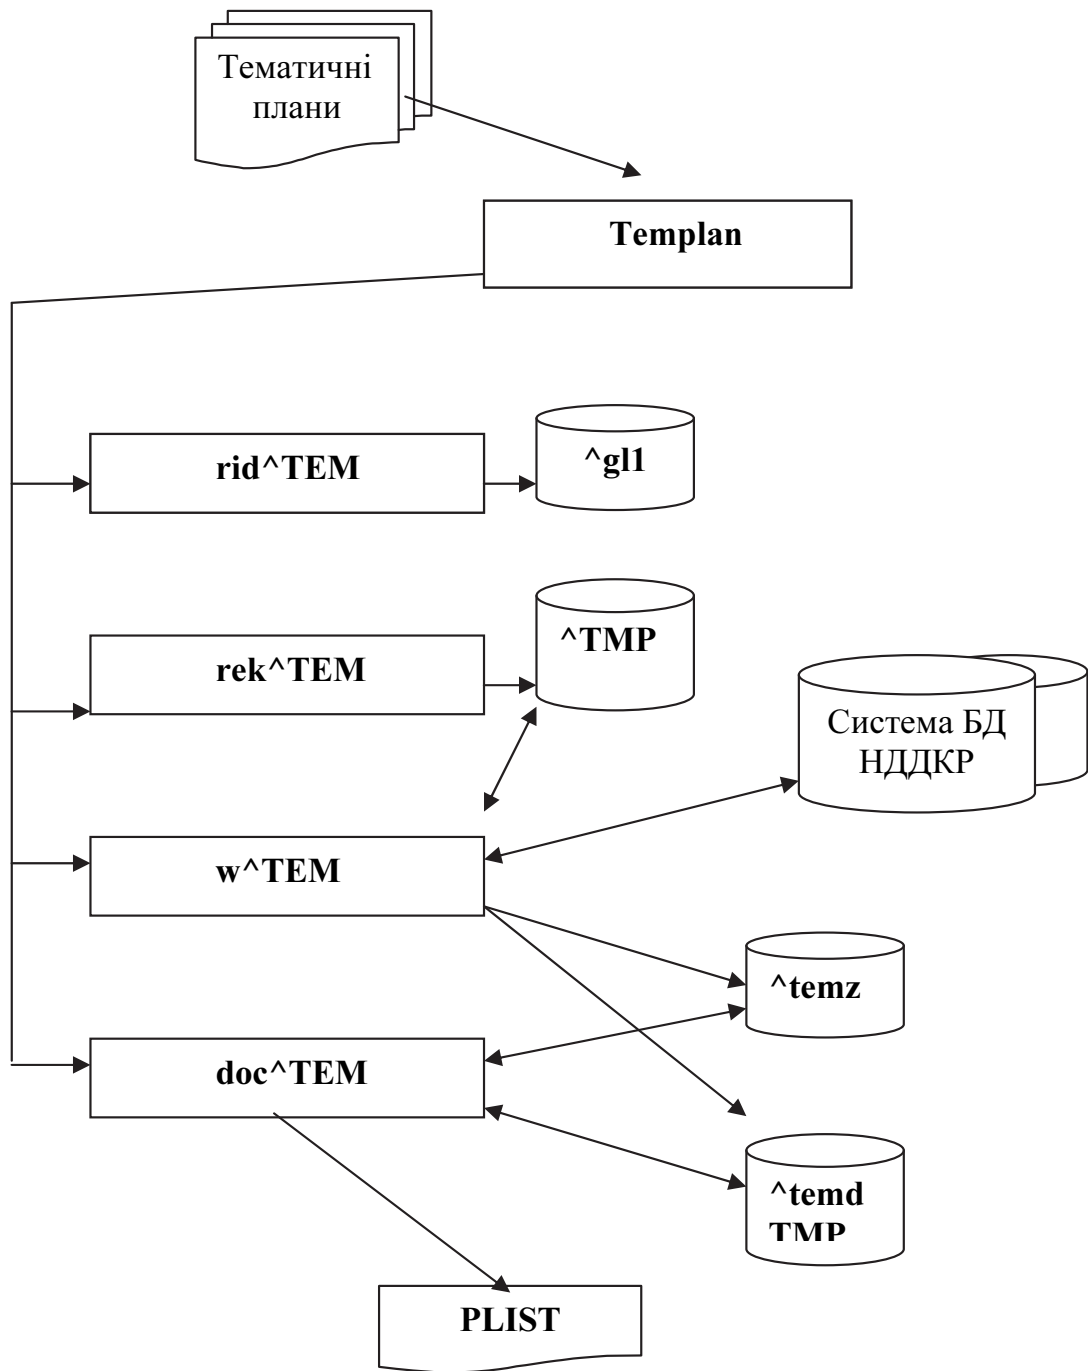 Тематичні
плани
Templan
rid^TEM
^gl1
^TMP
rek^TEM
Система БД
НДДКР
w^TEM
^temz
doc^TEM
^temd
TMP
PLIST